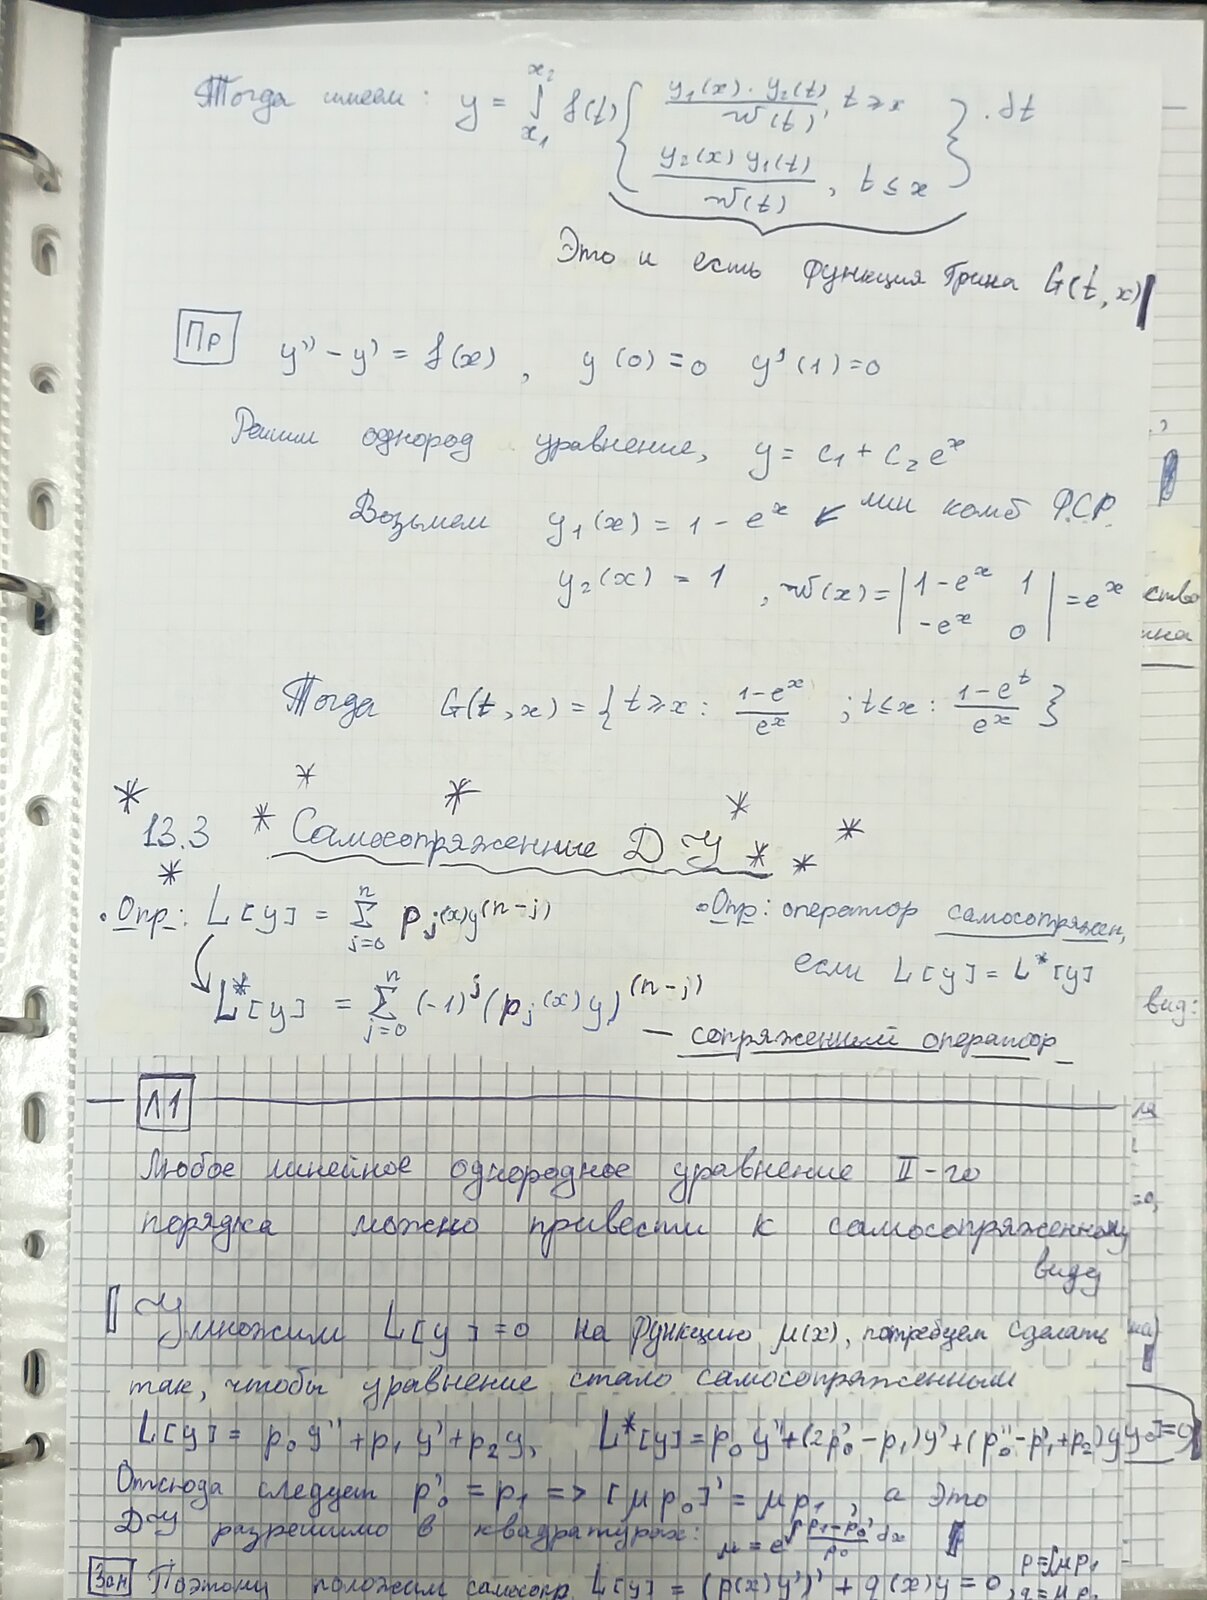 Тогда имеем: y = ∫_{x₁}^{x₂} f(t) { y₁(x)·y₂(t)/w(t), t ⩾ x
y₂(x) y₁(t)/w(t), t ≤ x } · dt
Это и есть функция Грина G(t, x)
Пр y'' - y' = f(x), y(0)=0 y'(1)=0
Решим однород уравнение, y = c₁ + c₂eˣ
Возьмем y₁(x) = 1 - eˣ ↙ лин комб Ф.С.Р.
y₂(x) = 1, w(x) = | 1-eˣ 1 | = eˣ
| -eˣ 0 |
Тогда G(t, x) = { t ⩾ x : (1-eˣ)/eˣ ; t ≤ x : (1-eᵗ)/eˣ }
13.3 * Самосопряженные ДУ *
• Опр: L[y] = Σ_{j=0}^{n} p_j(x)y^(n-j)
L*[y] = Σ_{j=0}^{n} (-1)^j (p_j(x)y)^(n-j)
— сопряженный оператор
• Опр: оператор самосопряжен,
если L[y] = L*[y]
Л1
Любое линейное однородное уравнение II-го
порядка можно привести к самосопряженному
виду
[ Умножим L[y]=0 на функцию μ(x), потребуем сделать
так, чтобы уравнение стало самосопряженным
L[y] = p₀y'' + p₁y' + p₂y, L*[y] = p₀y'' + (2p₀' - p₁)y' + (p₀'' - p₁' + p₂)y
Отсюда следует p₀' = p₁ => [μp₀]' = μp₁, а это
ДУ разрешимо в квадратурах: μ = e^{∫ (p₁-p₀')/p₀ dx} ]
Зам Поэтому положим самосопр. L[y] = (p(x)y')' + q(x)y = 0,
ство
вид: